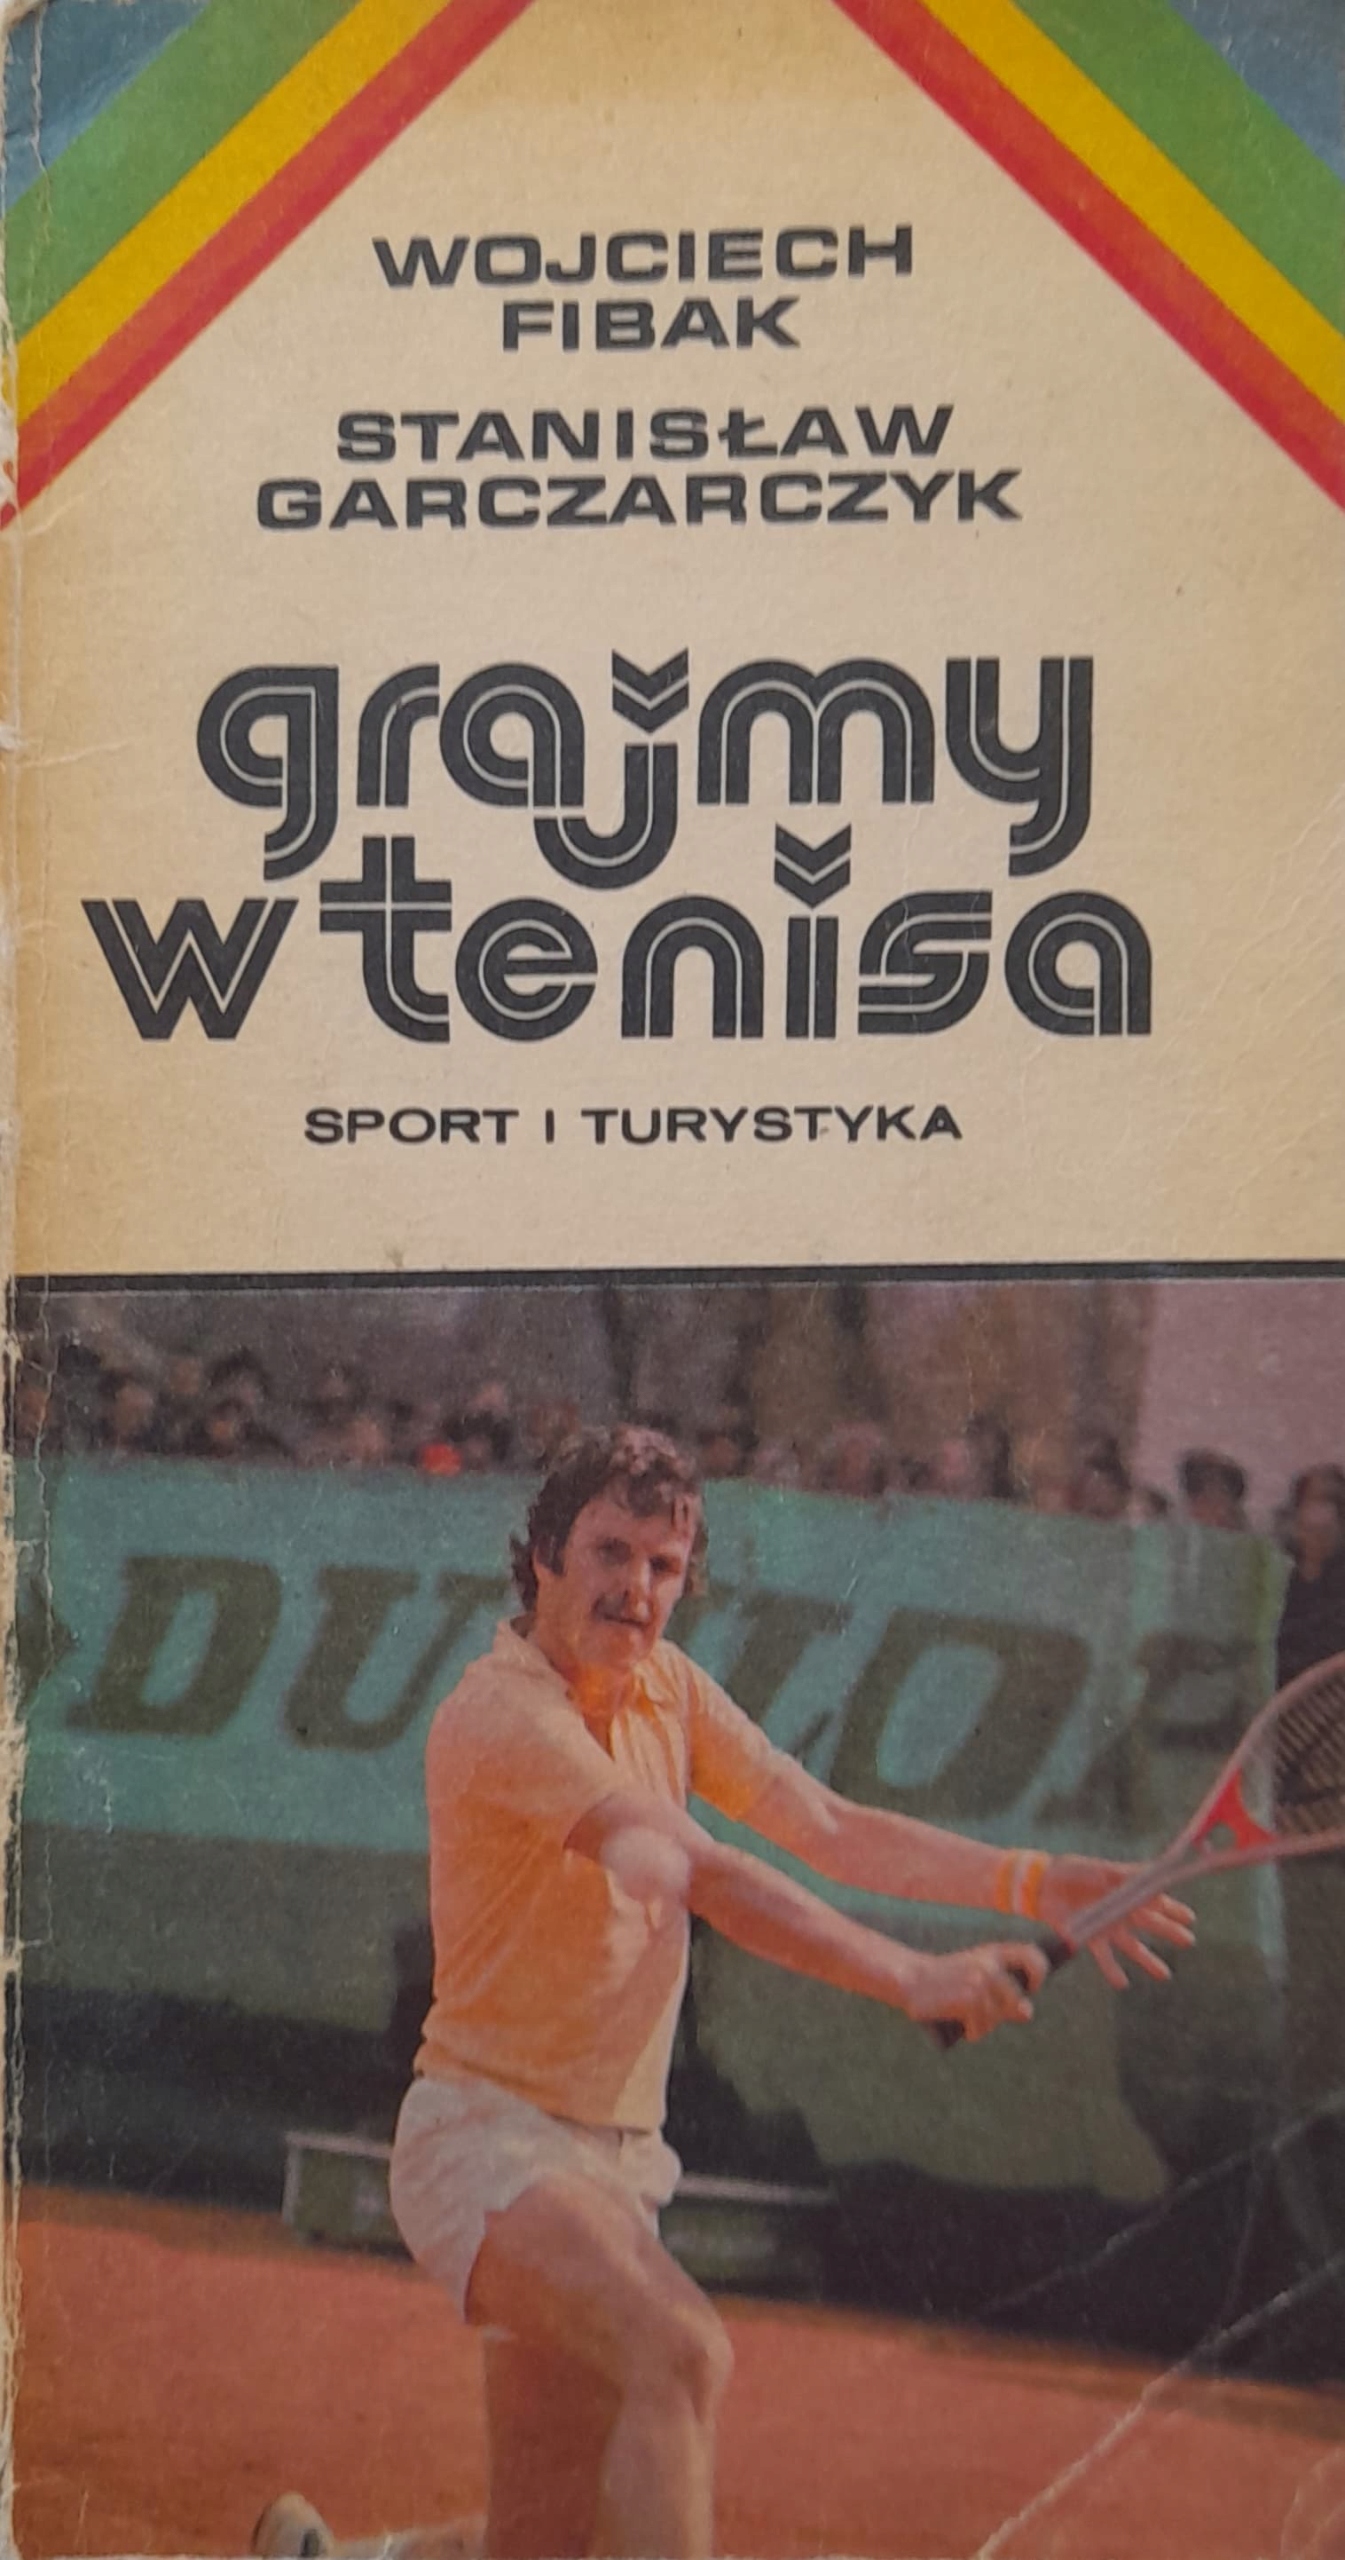 WOJCIECH
FIBAK
STANISŁAW
GARCZARCZYK
grajmy
w tenisa
SPORT I TURYSTYKA